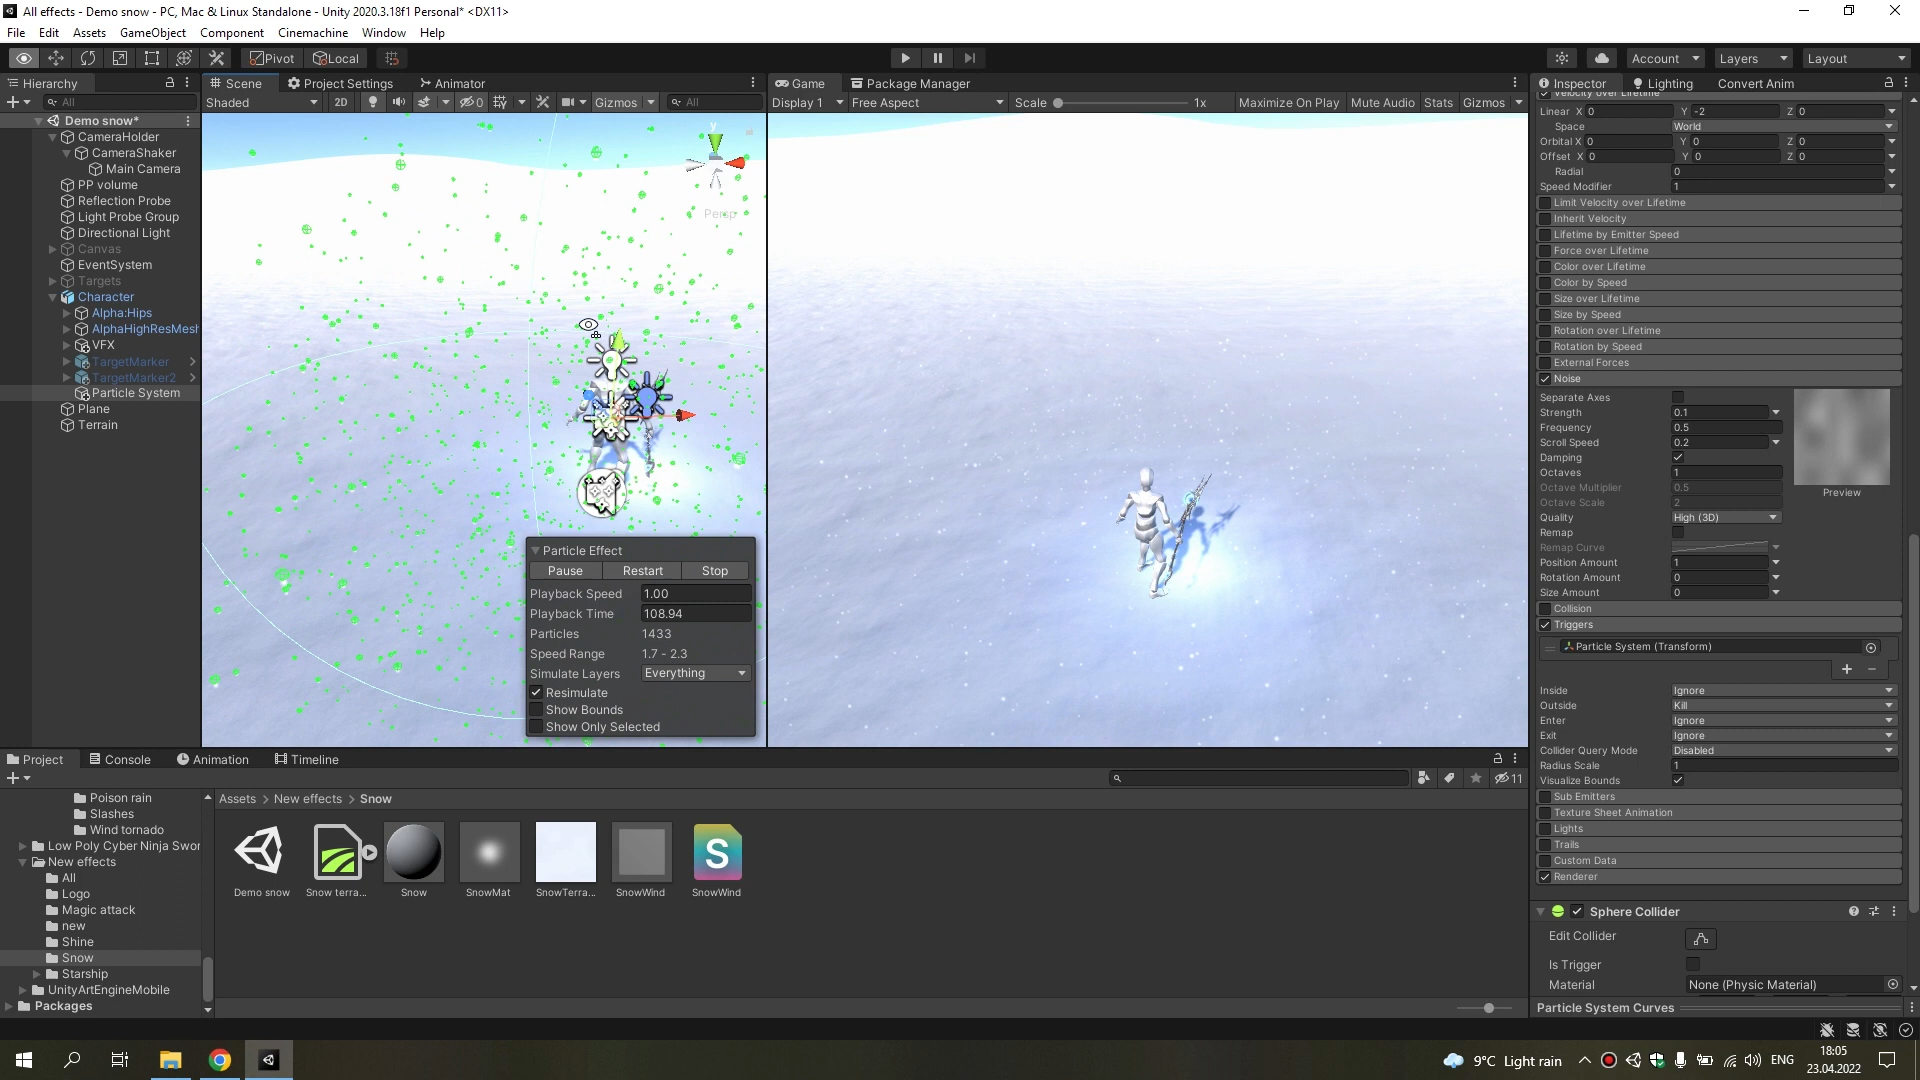 All effects - Demo snow - PC, Mac & Linux Standalone - Unity 2020.3.18f1 Personal* <DX11>
File Edit Assets GameObject Component Cinemachine Window Help
Pivot Local
Account Layers Layout
Hierarchy
All
Demo snow*
CameraHolder
CameraShaker
Main Camera
PP volume
Reflection Probe
Light Probe Group
Directional Light
Canvas
EventSystem
Targets
Character
Alpha:Hips
AlphaHighResMesh
VFX
TargetMarker
TargetMarker2
Particle System
Plane
Terrain
Scene Project Settings Animator
Shaded 2D 0 Gizmos All
y
Persp
Particle Effect
Pause Restart Stop
Playback Speed 1.00
Playback Time 108.94
Particles 1433
Speed Range 1.7 - 2.3
Simulate Layers Everything
Resimulate
Show Bounds
Show Only Selected
Game Package Manager
Display 1 Free Aspect Scale 1x Maximize On Play Mute Audio Stats Gizmos
Inspector Lighting Convert Anim
Velocity over Lifetime
Linear X 0 Y -2 Z 0
Space World
Orbital X 0 Y 0 Z 0
Offset X 0 Y 0 Z 0
Radial 0
Speed Modifier 1
Limit Velocity over Lifetime
Inherit Velocity
Lifetime by Emitter Speed
Force over Lifetime
Color over Lifetime
Color by Speed
Size over Lifetime
Size by Speed
Rotation over Lifetime
Rotation by Speed
External Forces
Noise
Separate Axes
Strength 0.1
Frequency 0.5
Scroll Speed 0.2
Damping
Octaves 1
Octave Multiplier 0.5
Octave Scale 2
Quality High (3D)
Remap
Remap Curve
Position Amount 1
Rotation Amount 0
Size Amount 0
Preview
Collision
Triggers
Particle System (Transform)
Inside Ignore
Outside Kill
Enter Ignore
Exit Ignore
Collider Query Mode Disabled
Radius Scale 1
Visualize Bounds
Sub Emitters
Texture Sheet Animation
Lights
Trails
Custom Data
Renderer
Sphere Collider
Edit Collider
Is Trigger
Material None (Physic Material)
Particle System Curves
Project Console Animation Timeline
11
Poison rain
Slashes
Wind tornado
Low Poly Cyber Ninja Swor
New effects
All
Logo
Magic attack
new
Shine
Snow
Starship
UnityArtEngineMobile
Packages
Assets > New effects > Snow
S
Demo snow Snow terra... Snow SnowMat SnowTerra... SnowWind SnowWind
9°C Light rain ENG
18:05
23.04.2022